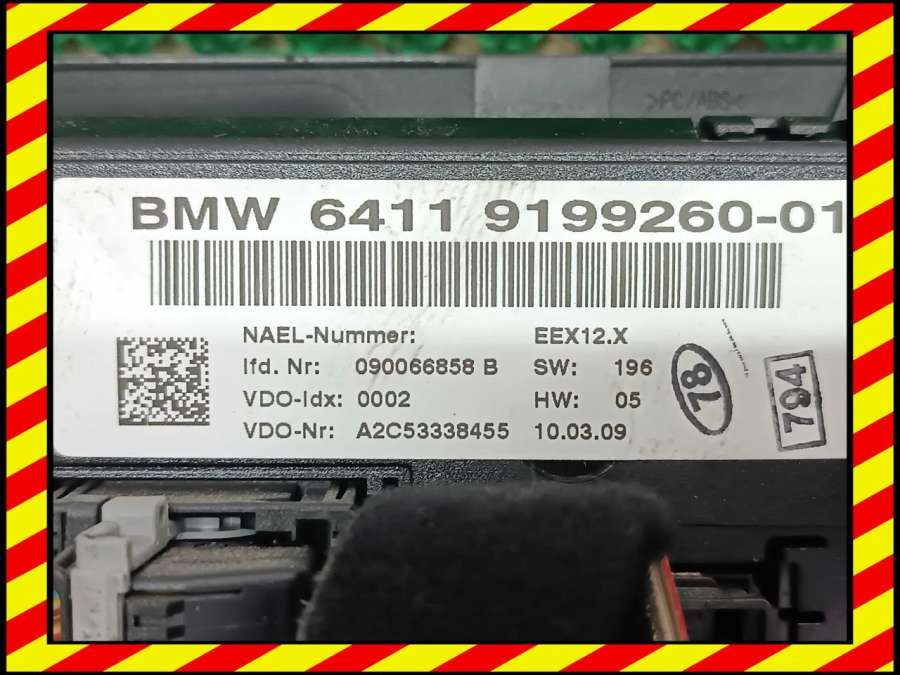 >PC/ABS<
BMW 6411 9199260-01
NAEL-Nummer: EEX12.X
lfd. Nr: 090066858 B SW: 196
VDO-Idx: 0002 HW: 05
VDO-Nr: A2C53338455 10.03.09
78
794